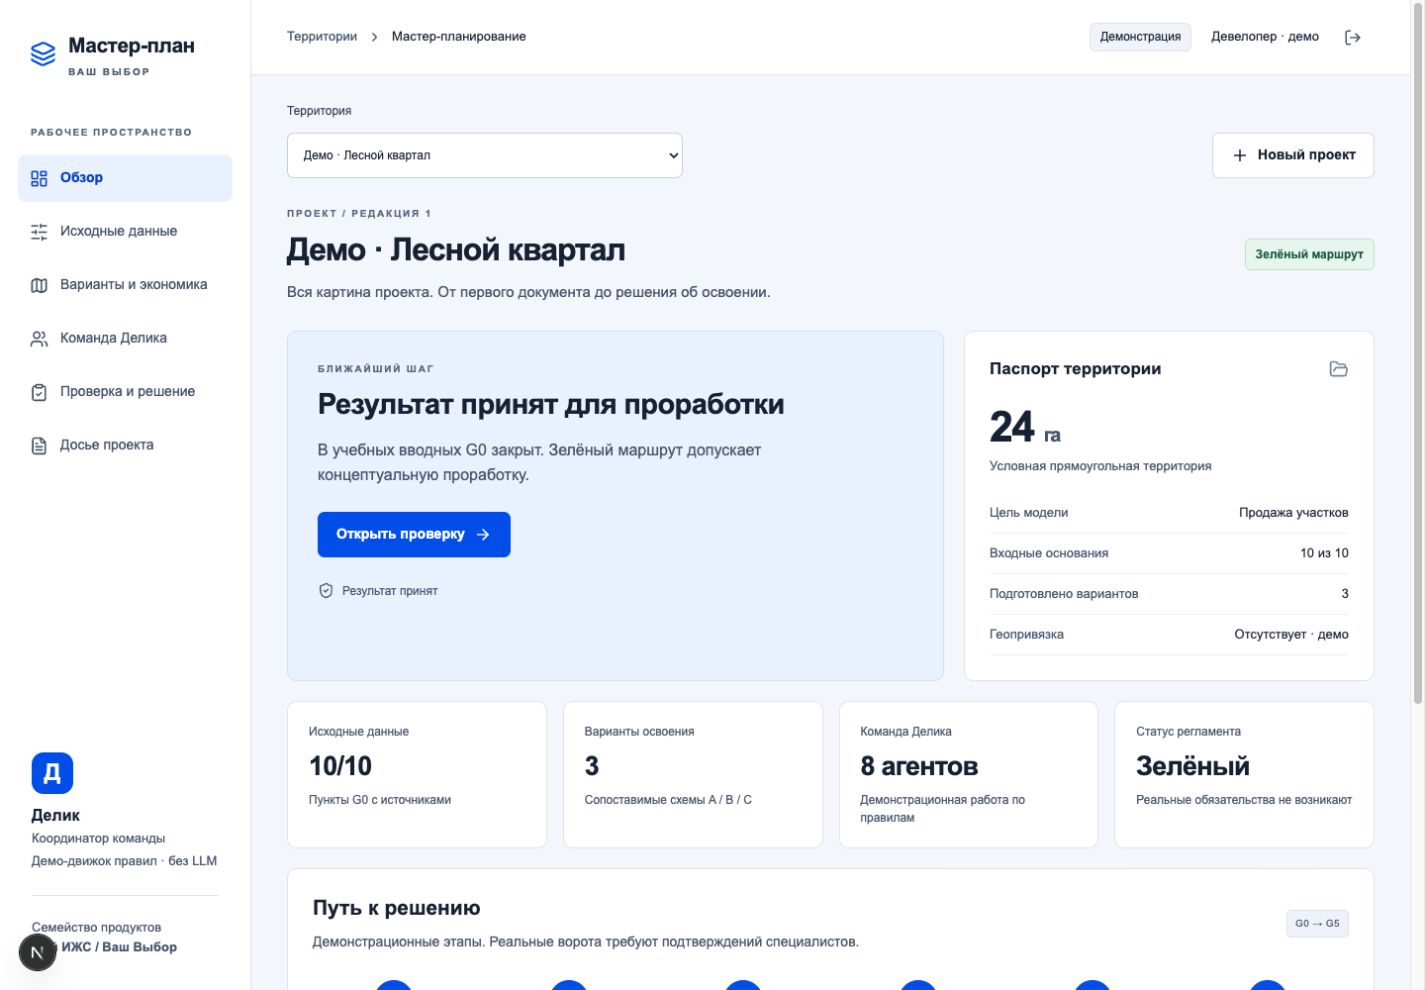 Мастер-план
ВАШ ВЫБОР
РАБОЧЕЕ ПРОСТРАНСТВО
Обзор
Исходные данные
Варианты и экономика
Команда Делика
Проверка и решение
Досье проекта
Д
Делик
Координатор команды
Демо-движок правил · без LLM
Семейство продуктов
ИЖС / Ваш Выбор
N
Территории > Мастер-планирование
Демонстрация
Девелопер · демо
Территория
Демо · Лесной квартал
+ Новый проект
ПРОЕКТ / РЕДАКЦИЯ 1
Демо · Лесной квартал
Зелёный маршрут
Вся картина проекта. От первого документа до решения об освоении.
БЛИЖАЙШИЙ ШАГ
Результат принят для проработки
В учебных вводных G0 закрыт. Зелёный маршрут допускает
концептуальную проработку.
Открыть проверку →
Результат принят
Паспорт территории
24 га
Условная прямоугольная территория
Цель модели Продажа участков
Входные основания 10 из 10
Подготовлено вариантов 3
Геопривязка Отсутствует · демо
Исходные данные
10/10
Пункты G0 с источниками
Варианты освоения
3
Сопоставимые схемы A / B / C
Команда Делика
8 агентов
Демонстрационная работа по
правилам
Статус регламента
Зелёный
Реальные обязательства не возникают
Путь к решению
Демонстрационные этапы. Реальные ворота требуют подтверждений специалистов.
G0 → G5